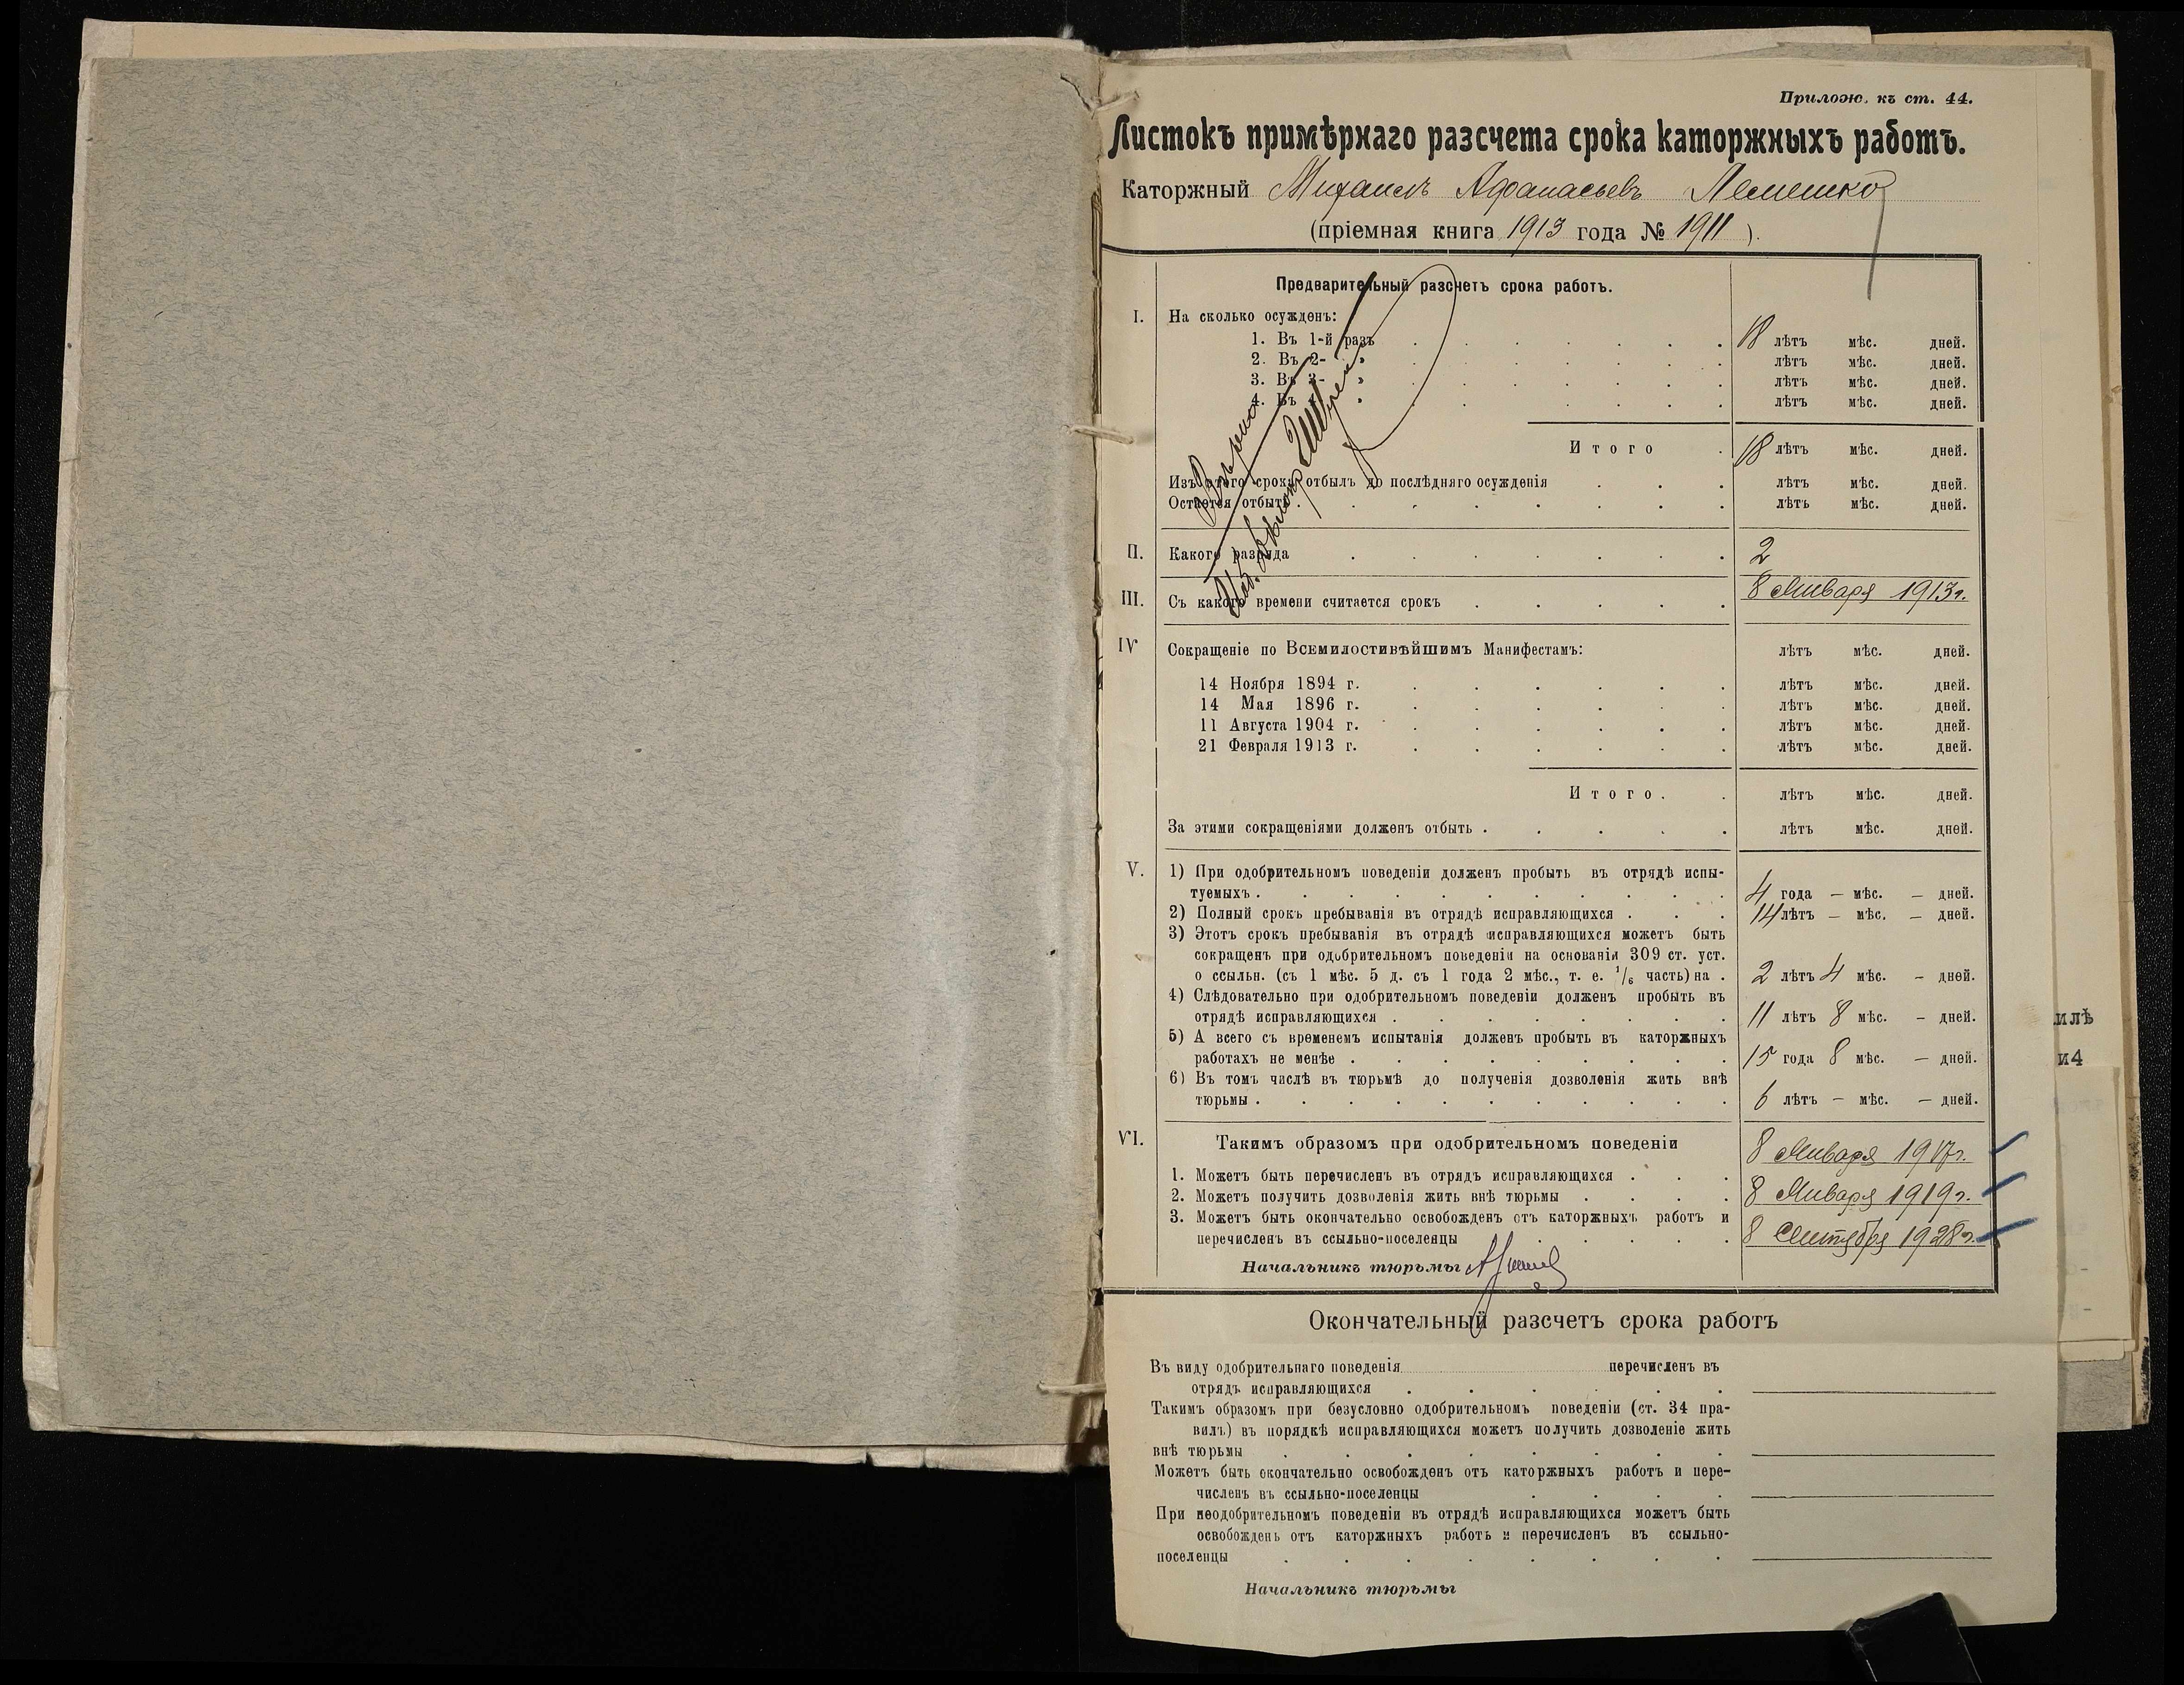 Прилож. къ ст. 44.
Листокъ примѣрнаго разсчета срока каторжныхъ работъ.
Каторжный Михаилъ Афанасьевъ Лемешко
(пріемная книга 1913 года № 1911).
Предварительный разсчетъ срока работъ.
I. На сколько осужденъ:
1. Въ 1-й разъ . . . . . . . 18 лѣтъ мѣс. дней.
2. Въ 2- » . . . . . . . лѣтъ мѣс. дней.
3. Въ 3- » . . . . . . . лѣтъ мѣс. дней.
4. Въ » . . . . . . лѣтъ мѣс. дней.
Итого . 18 лѣтъ мѣс. дней.
Изъ этого срока отбылъ до послѣдняго осужденія . . . лѣтъ мѣс. дней.
Остается отбыть . . . . . . . . лѣтъ мѣс. дней.
II. Какого разряда . . . . . . . 2
III. Съ какого времени считается срокъ . . . . . 8 Января 1913 г.
Вѣрно
IV Сокращеніе по Всемилостивѣйшимъ Манифестамъ: лѣтъ мѣс. дней.
14 Ноября 1894 г. . . . . . . лѣтъ мѣс. дней.
14 Мая 1896 г. . . . . . . лѣтъ мѣс. дней.
11 Августа 1904 г. . . . . . . лѣтъ мѣс. дней.
21 Февраля 1913 г. . . . . . . лѣтъ мѣс. дней.
Итого . . лѣтъ мѣс. дней.
За этими сокращеніями долженъ отбыть . . . . . лѣтъ мѣс. дней.
V. 1) При одобрительномъ поведеніи долженъ пробыть въ отрядѣ испы-
туемыхъ . . . . . . . . . 4 года — мѣс. — дней.
2) Полный срокъ пребыванія въ отрядѣ исправляющихся . . . 14 лѣтъ — мѣс. — дней.
3) Этотъ срокъ пребыванія въ отрядѣ исправляющихся можетъ быть
сокращенъ при одобрительномъ поведеніи на основаніи 309 ст. уст.
о ссыльн. (съ 1 мѣс. 5 д. съ 1 года 2 мѣс., т. е. 1/6 часть) на . 2 лѣтъ 4 мѣс. — дней.
4) Слѣдовательно при одобрительномъ поведеніи долженъ пробыть въ
отрядѣ исправляющихся . . . . . . . 11 лѣтъ 8 мѣс. — дней.
5) А всего съ временемъ испытанія долженъ пробыть въ каторжныхъ
работахъ не менѣе . . . . . . . 15 года 8 мѣс. — дней.
6) Въ томъ числѣ въ тюрьмѣ до полученія дозволенія жить внѣ
тюрьмы . . . . . . . . . 6 лѣтъ — мѣс. — дней.
VI. Такимъ образомъ при одобрительномъ поведеніи
1. Можетъ быть перечисленъ въ отрядъ исправляющихся . . . 8 Января 1917 г.
2. Можетъ получить дозволенія жить внѣ тюрьмы . . . . 8 Января 1919 г.
3. Можетъ быть окончательно освобожденъ отъ каторжныхъ работъ и
перечисленъ въ ссыльно-поселенцы . . . . 8 Сентября 1928 г.
Начальникъ тюрьмы
Окончательный разсчетъ срока работъ
Въ виду одобрительнаго поведенія перечисленъ въ
отрядъ исправляющихся . . . . . .
Такимъ образомъ при безусловно одобрительномъ поведеніи (ст. 34 пра-
вилъ) въ порядкѣ исправляющихся можетъ получить дозволеніе жить
внѣ тюрьмы . . . . . . . .
Можетъ быть окончательно освобожденъ отъ каторжныхъ работъ и пере-
численъ въ ссыльно-поселенцы . . . .
При неодобрительномъ поведеніи въ отрядѣ исправляющихся можетъ быть
освобожденъ отъ каторжныхъ работъ и перечисленъ въ ссыльно-
поселенцы . . . . . . . .
Начальникъ тюрьмы
илѣ
и4